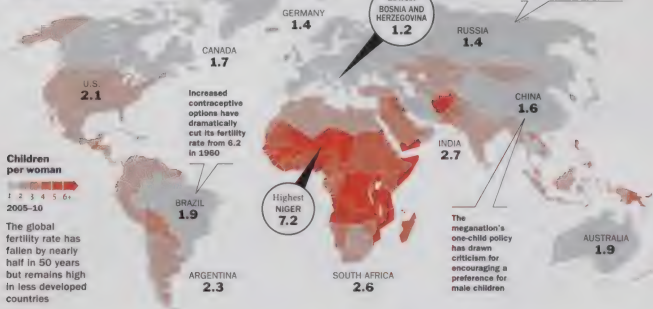 GERMANY
1.4
BOSNIA AND
HERZEGOVINA
1.2
RUSSIA
1.4
CANADA
1.7
U.S.
2.1
Increased
contraceptive
options have
dramatically
cut its fertility
rate from 6.2
in 1960
CHINA
1.6
INDIA
2.7
Children
per woman
1 2 3 4 5 6+
2005–10
The global
fertility rate has
fallen by nearly
half in 50 years
but remains high
in less developed
countries
BRAZIL
1.9
Highest
NIGER
7.2
The
meganation's
one-child policy
has drawn
criticism for
encouraging a
preference for
male children
AUSTRALIA
1.9
ARGENTINA
2.3
SOUTH AFRICA
2.6